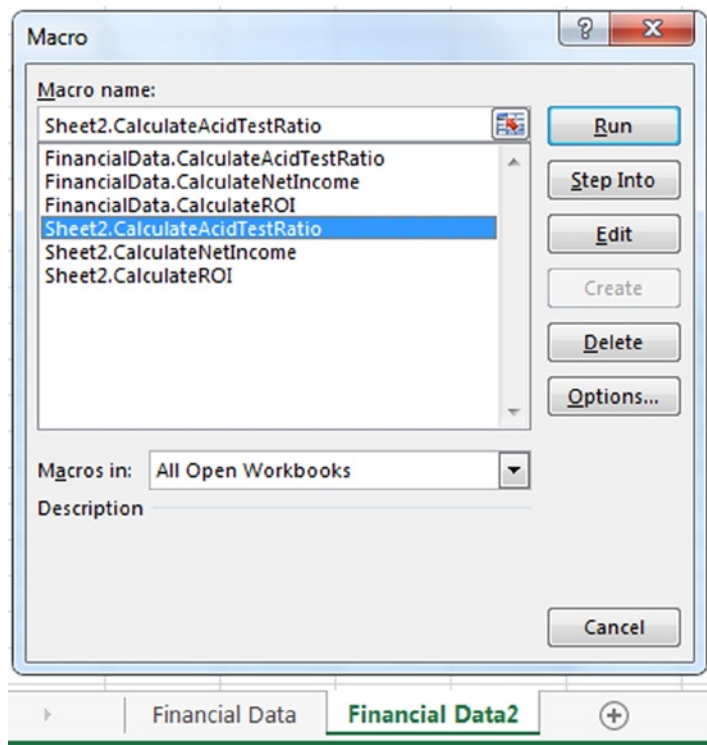 Macro
?
X
Macro name:
Sheet2.CalculateAcidTestRatio
FinancialData.CalculateAcidTestRatio
FinancialData.CalculateNetIncome
FinancialData.CalculateROI
Sheet2.CalculateAcidTestRatio
Sheet2.CalculateNetIncome
Sheet2.CalculateROI
Run
Step Into
Edit
Create
Delete
Options...
Macros in: All Open Workbooks
Description
Cancel
Financial Data Financial Data2